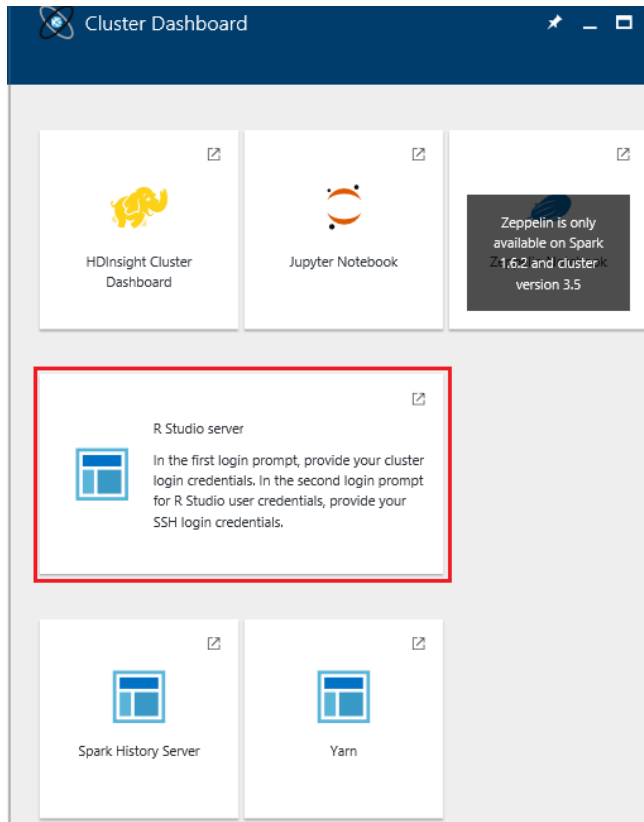 Cluster Dashboard
HDInsight Cluster
Dashboard
Jupyter Notebook
Zeppelin is only
available on Spark
1.6.2 and cluster
version 3.5
R Studio server
In the first login prompt, provide your cluster
login credentials. In the second login prompt
for R Studio user credentials, provide your
SSH login credentials.
Spark History Server
Yarn